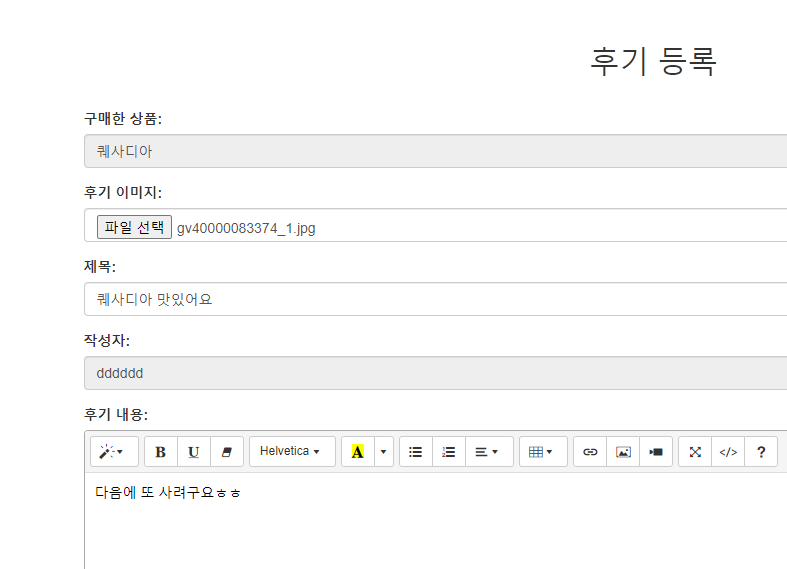 후기 등록
구매한 상품:
퀘사디아
후기 이미지:
파일 선택 gv40000083374_1.jpg
제목:
퀘사디아 맛있어요
작성자:
dddddd
후기 내용:
B U Helvetica A </> ?
다음에 또 사려구요ㅎㅎ